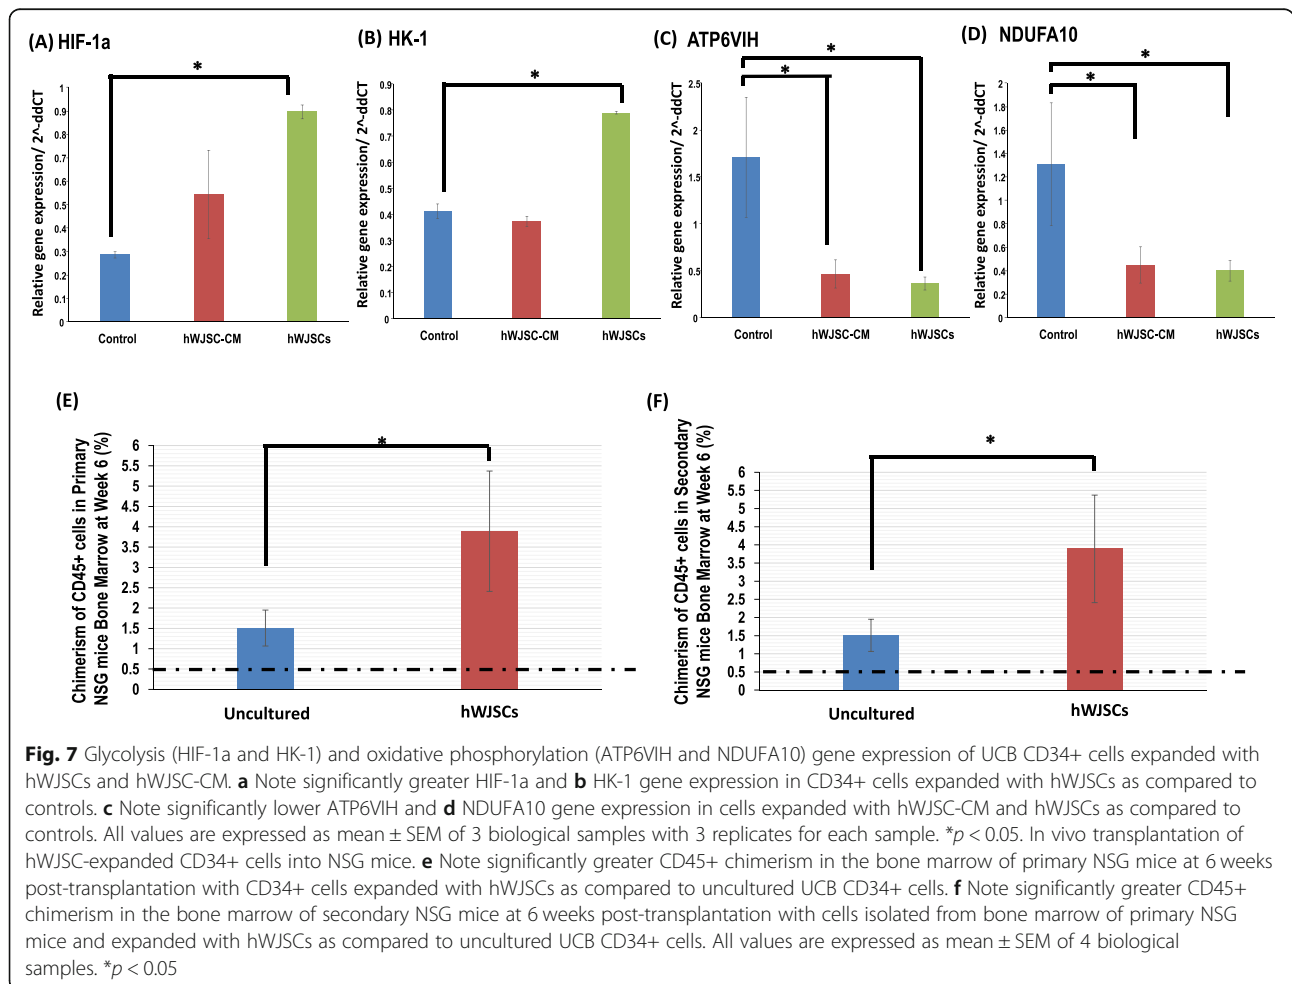 (A) HIF-1a
(B) HK-1
(C) ATP6VIH
(D) NDUFA10
Relative gene expression/ 2^-ddCT
1
0.9
0.8
0.7
0.6
0.5
0.4
0.3
0.2
0.1
0
*
Control
hWJSC-CM
hWJSCs
Relative gene expression/ 2^-ddCT
0.9
0.8
0.7
0.6
0.5
0.4
0.3
0.2
0.1
0
*
Control
hWJSC-CM
hWJSCs
Relative gene expression/ 2^-ddCT
2.5
2
1.5
1
0.5
0
*
*
Control
hWJSC-CM
hWJSCs
Relative gene expression/ 2^-ddCT
2
1.8
1.6
1.4
1.2
1
0.8
0.6
0.4
0.2
0
*
*
Control
hWJSC-CM
hWJSCs
(E)
Chimerism of CD45+ cells in Primary
NSG mice Bone Marrow at Week 6 (%)
6
5.5
5
4.5
4
3.5
3
2.5
2
1.5
1
0.5
0
*
Uncultured
hWJSCs
(F)
Chimerism of CD45+ cells in Secondary
NSG mice Bone Marrow at Week 6 (%)
6
5.5
5
4.5
4
3.5
3
2.5
2
1.5
1
0.5
0
*
Uncultured
hWJSCs
Fig. 7 Glycolysis (HIF-1a and HK-1) and oxidative phosphorylation (ATP6VIH and NDUFA10) gene expression of UCB CD34+ cells expanded with
hWJSCs and hWJSC-CM. a Note significantly greater HIF-1a and b HK-1 gene expression in CD34+ cells expanded with hWJSCs as compared to
controls. c Note significantly lower ATP6VIH and d NDUFA10 gene expression in cells expanded with hWJSC-CM and hWJSCs as compared to
controls. All values are expressed as mean ± SEM of 3 biological samples with 3 replicates for each sample. *p < 0.05. In vivo transplantation of
hWJSC-expanded CD34+ cells into NSG mice. e Note significantly greater CD45+ chimerism in the bone marrow of primary NSG mice at 6 weeks
post-transplantation with CD34+ cells expanded with hWJSCs as compared to uncultured UCB CD34+ cells. f Note significantly greater CD45+
chimerism in the bone marrow of secondary NSG mice at 6 weeks post-transplantation with cells isolated from bone marrow of primary NSG
mice and expanded with hWJSCs as compared to uncultured UCB CD34+ cells. All values are expressed as mean ± SEM of 4 biological
samples. *p < 0.05